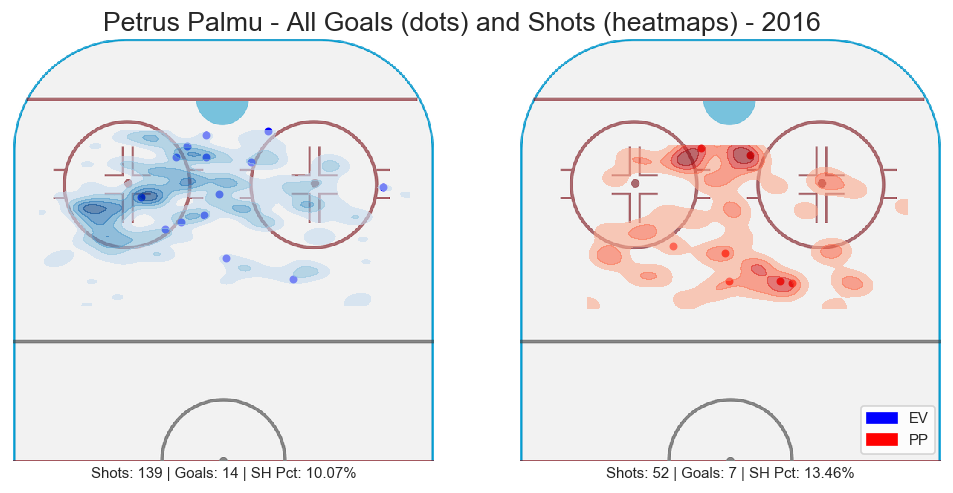 Petrus Palmu - All Goals (dots) and Shots (heatmaps) - 2016
EV
PP
Shots: 139 | Goals: 14 | SH Pct: 10.07%
Shots: 52 | Goals: 7 | SH Pct: 13.46%